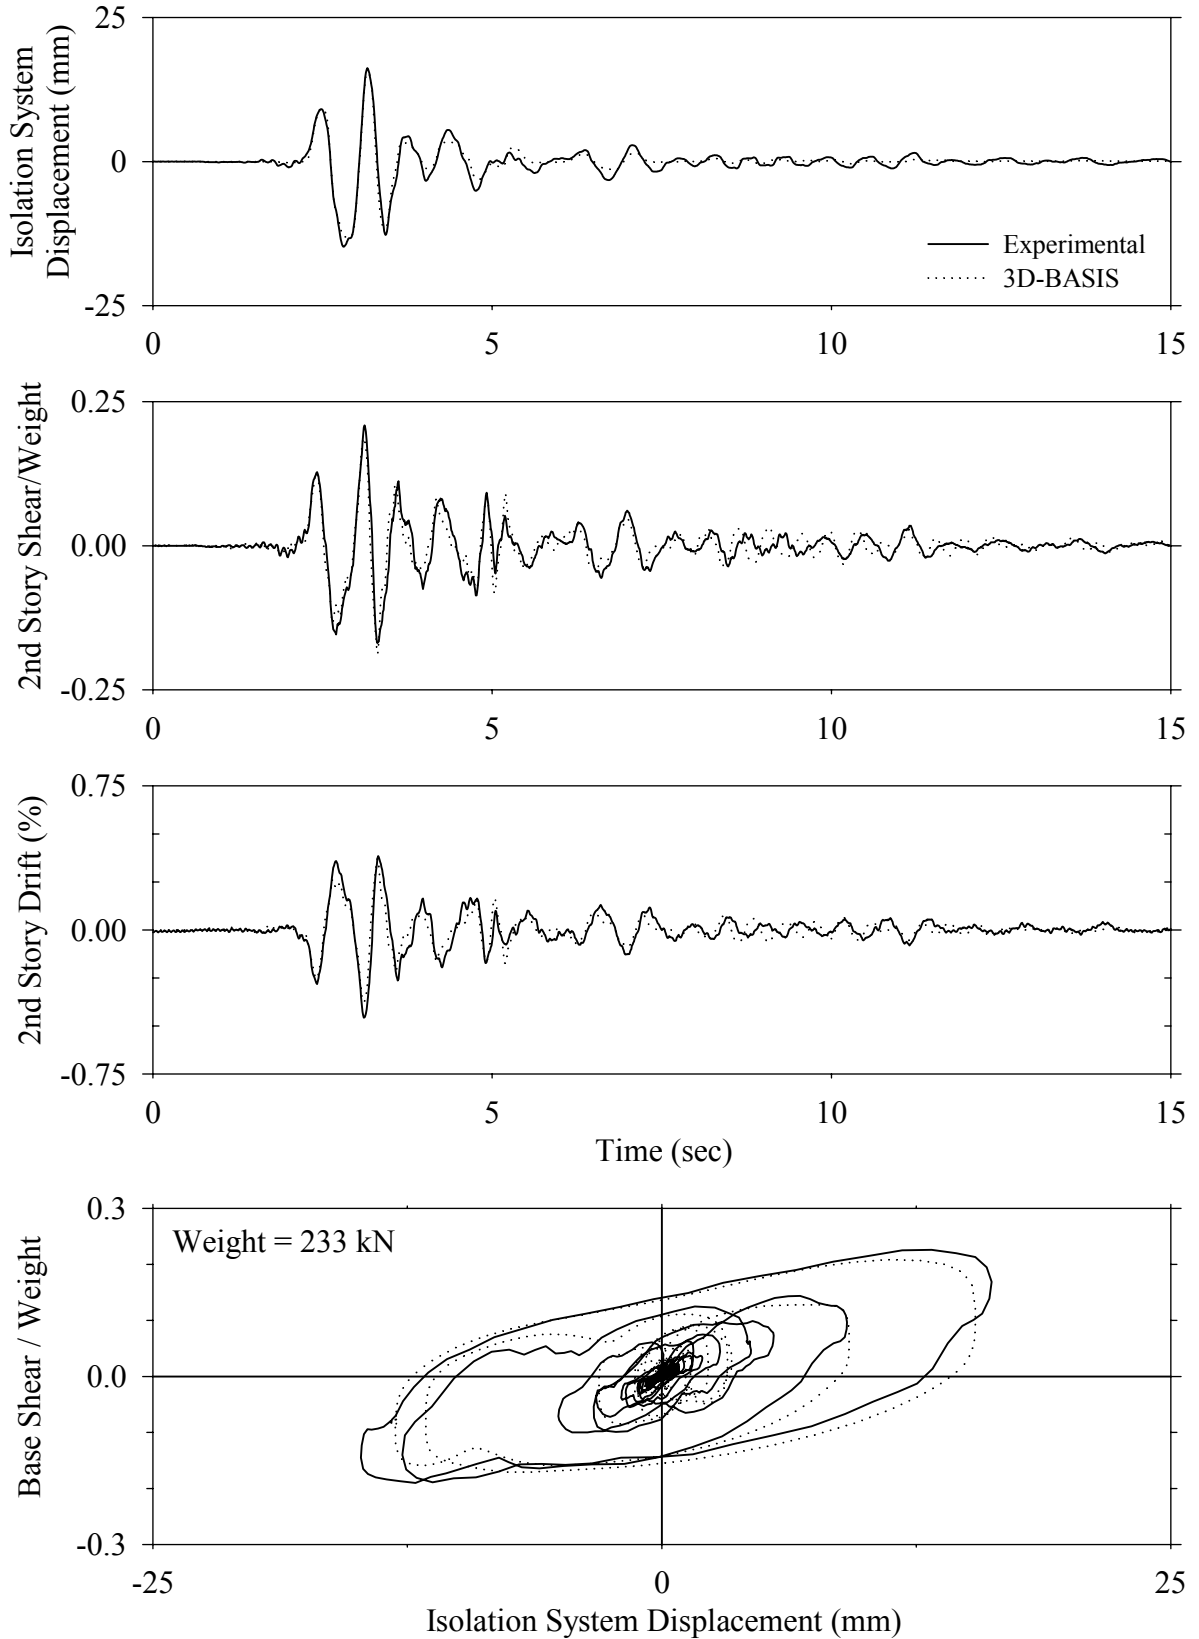 Isolation System
Displacement (mm)
25
0
-25
Experimental
3D-BASIS
0 5 10 15
2nd Story Shear/Weight
0.25
0.00
-0.25
0 5 10 15
2nd Story Drift (%)
0.75
0.00
-0.75
0 5 10 15
Time (sec)
Base Shear / Weight
0.3
0.0
-0.3
Weight = 233 kN
-25 0 25
Isolation System Displacement (mm)